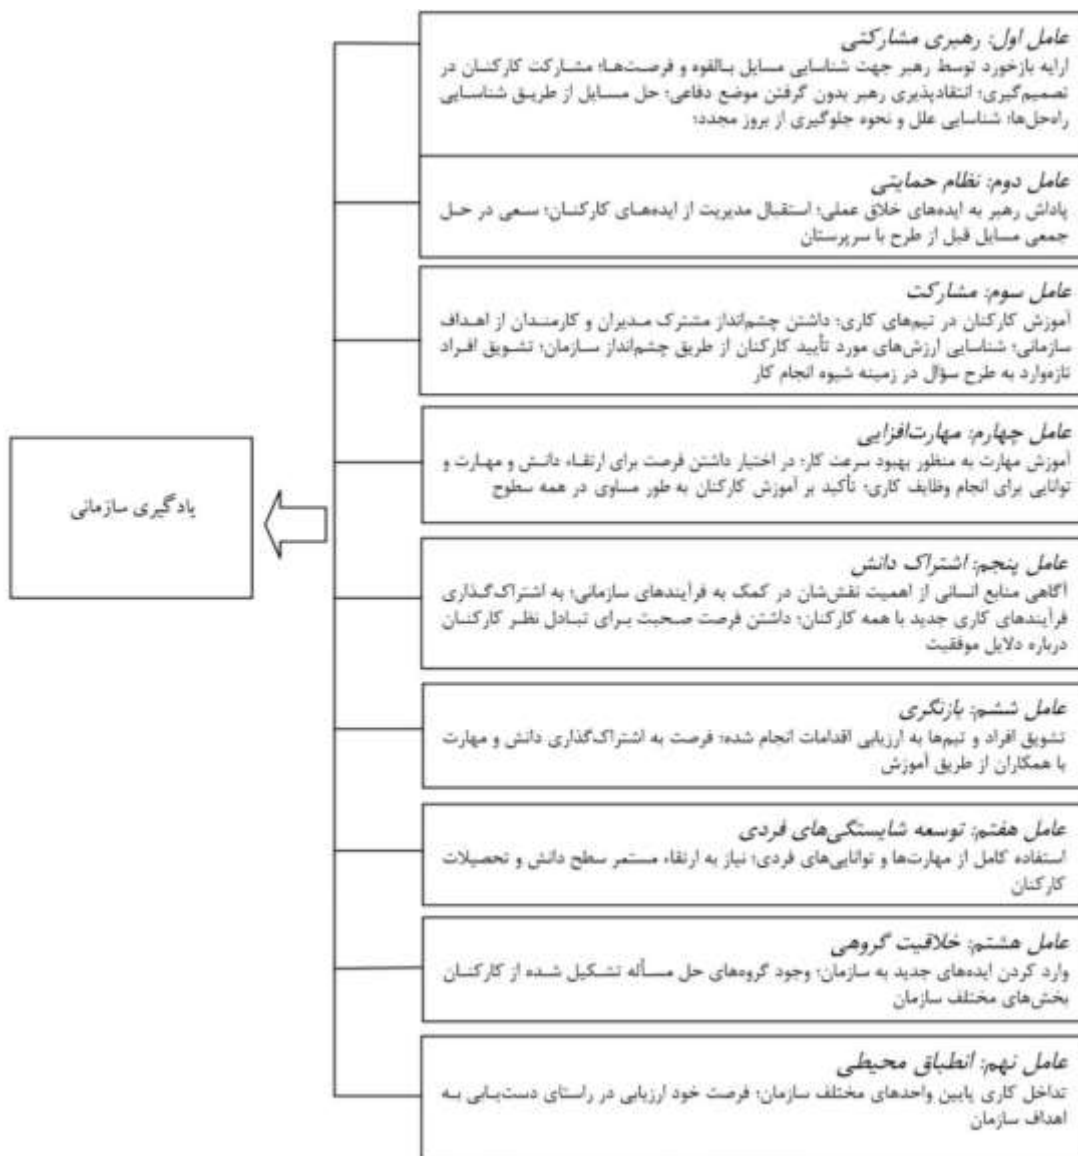 عامل اول: رهبری مشارکتی
ارایه بازخورد توسط رهبر جهت شناسایی مسایل بالقوه و فرصت‌ها؛ مشارکت کارکنان در
تصمیم‌گیری؛ انتقادپذیری رهبر بدون گرفتن موضع دفاعی؛ حل مسایل از طریق شناسایی
راه‌حل‌ها؛ شناسایی علل و نحوه جلوگیری از بروز مجدد؛
عامل دوم: نظام حمایتی
پاداش رهبر به ایده‌های خلاق عملی؛ استقبال مدیریت از ایده‌های کارکنان؛ سعی در حل
جمعی مسایل قبل از طرح با سرپرستان
عامل سوم: مشارکت
آموزش کارکنان در تیم‌های کاری؛ داشتن چشم‌انداز مشترک مدیران و کارمندان از اهداف
سازمانی؛ شناسایی ارزش‌های مورد تأیید کارکنان از طریق چشم‌انداز سازمان؛ تشویق افراد
تازه‌وارد به طرح سؤال در زمینه شیوه انجام کار
عامل چهارم: مهارت‌افزایی
آموزش مهارت به منظور بهبود سرعت کار؛ در اختیار داشتن فرصت برای ارتقاء دانش و مهارت و
توانایی برای انجام وظایف کاری؛ تأکید بر آموزش کارکنان به طور مساوی در همه سطوح
عامل پنجم: اشتراک دانش
آگاهی منابع انسانی از اهمیت نقش‌شان در کمک به فرآیندهای سازمانی؛ به اشتراک‌گذاری
فرآیندهای کاری جدید با همه کارکنان؛ داشتن فرصت صحبت برای تبادل نظر کارکنان
درباره دلایل موفقیت
عامل ششم: بازنگری
تشویق افراد و تیم‌ها به ارزیابی اقدامات انجام شده؛ فرصت به اشتراک‌گذاری دانش و مهارت
با همکاران از طریق آموزش
عامل هفتم: توسعه شایستگی‌های فردی
استفاده کامل از مهارت‌ها و توانایی‌های فردی؛ نیاز به ارتقاء مستمر سطح دانش و تحصیلات
کارکنان
عامل هشتم: خلاقیت گروهی
وارد کردن ایده‌های جدید به سازمان؛ وجود گروه‌های حل مسأله تشکیل شده از کارکنان
بخش‌های مختلف سازمان
عامل نهم: انطباق محیطی
تداخل کاری پایین واحدهای مختلف سازمان؛ فرصت خود ارزیابی در راستای دست‌یابی به
اهداف سازمان
یادگیری سازمانی